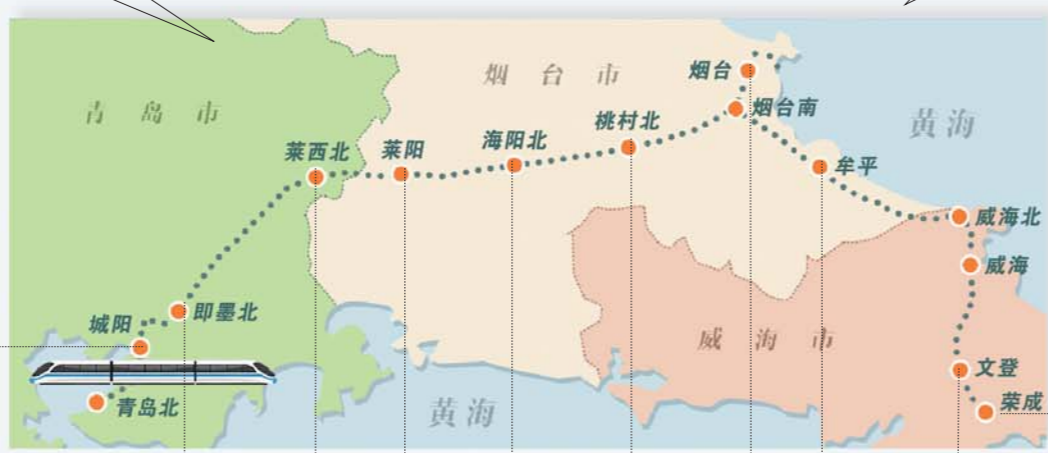 烟台市
烟台
青岛市
烟台南
黄海
桃村北
海阳北
莱阳
莱西北
牟平
威海北
威海
即墨北
城阳
威海市
文登
青岛北
黄海
荣成